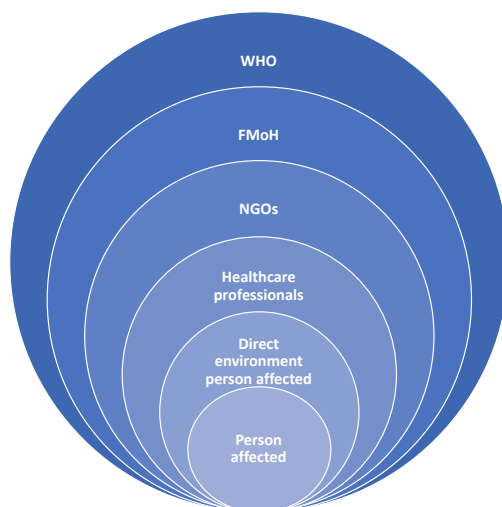 WHO
FMoH
NGOs
Healthcare
professionals
Direct
environment
person affected
Person
affected